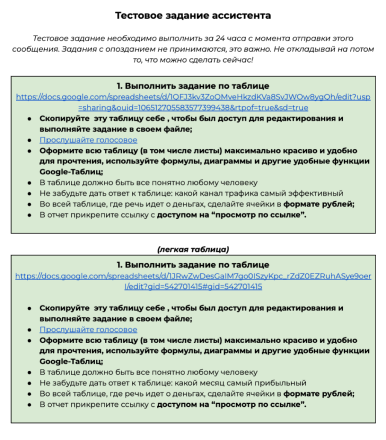 Тестовое задание ассистента
Тестовое задание необходимо выполнить за 24 часа с момента отправки этого
сообщения. Задания с опозданием не принимаются, это важно. Не откладывай на потом
то, что можно сделать сейчас!
1. Выполнить задание по таблице
https://docs.google.com/spreadsheets/d/1OFJ3kv3ZoQMveHkzdKVa8SvJWOw8ygQh/edit?usp
=sharing&ouid=106512705583577399438&rtpof=true&sd=true
● Скопируйте эту таблицу себе , чтобы был доступ для редактирования и
выполняйте задание в своем файле;
● Прослушайте голосовое
● Оформите всю таблицу (в том числе листы) максимально красиво и удобно
для прочтения, используйте формулы, диаграммы и другие удобные функции
Google-Таблиц;
● В таблице должно быть все понятно любому человеку
● Не забудьте дать ответ к таблице: какой канал трафика самый эффективный
● Во всей таблице, где речь идет о деньгах, сделайте ячейки в формате рублей;
● В отчет прикрепите ссылку с доступом на “просмотр по ссылке”.
(легкая таблица)
1. Выполнить задание по таблице
https://docs.google.com/spreadsheets/d/1JRwZwDesGaIM7go0ISzyKpc_rZdZ0EZRuhASye9oer
I/edit?gid=542701415#gid=542701415
● Скопируйте эту таблицу себе , чтобы был доступ для редактирования и
выполняйте задание в своем файле;
● Прослушайте голосовое
● Оформите всю таблицу (в том числе листы) максимально красиво и удобно
для прочтения, используйте формулы, диаграммы и другие удобные функции
Google-Таблиц;
● В таблице должно быть все понятно любому человеку
● Не забудьте дать ответ к таблице: какой месяц самый прибыльный
● Во всей таблице, где речь идет о деньгах, сделайте ячейки в формате рублей;
● В отчет прикрепите ссылку с доступом на “просмотр по ссылке”.